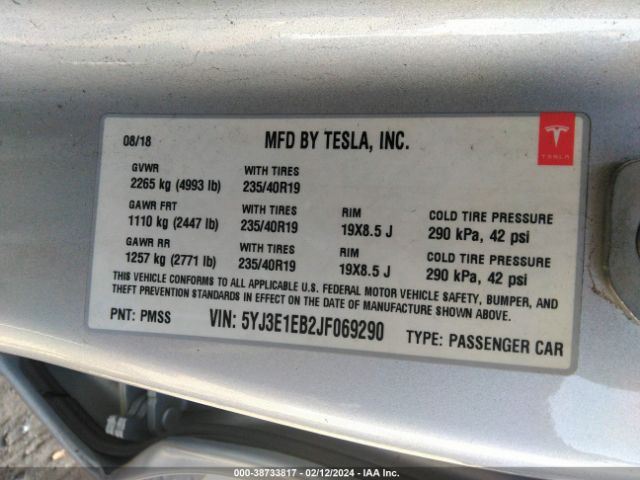 08/18 MFD BY TESLA, INC.
TESLA
GVWR WITH TIRES
2265 kg (4993 lb) 235/40R19
GAWR FRT WITH TIRES RIM COLD TIRE PRESSURE
1110 kg (2447 lb) 235/40R19 19X8.5 J 290 kPa, 42 psi
GAWR RR WITH TIRES RIM COLD TIRE PRESSURE
1257 kg (2771 lb) 235/40R19 19X8.5 J 290 kPa, 42 psi
THIS VEHICLE CONFORMS TO ALL APPLICABLE U.S. FEDERAL MOTOR VEHICLE SAFETY, BUMPER, AND
THEFT PREVENTION STANDARDS IN EFFECT ON THE DATE OF MANUFACTURE SHOWN ABOVE.
PNT: PMSS VIN: 5YJ3E1EB2JF069290 TYPE: PASSENGER CAR
000-38733817 - 02/12/2024 - IAA Inc.